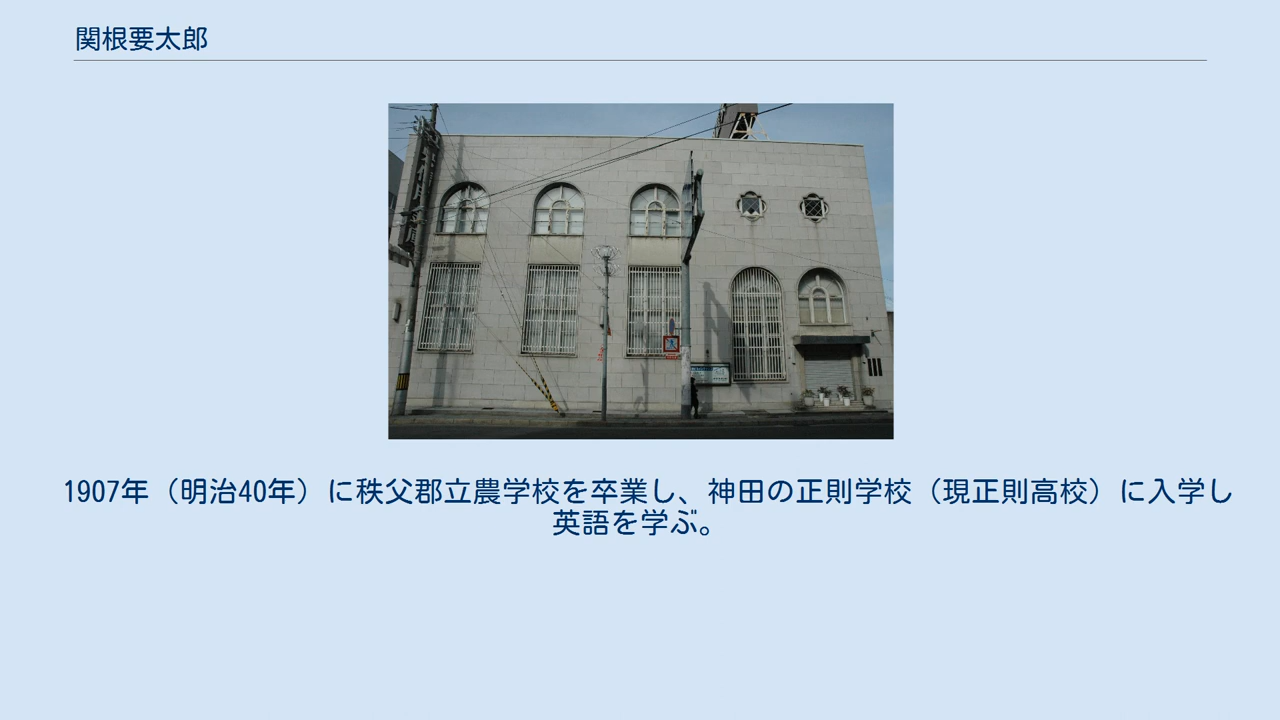 関根要太郎
1907年（明治40年）に秩父郡立農学校を卒業し、神田の正則学校（現正則高校）に入学し
英語を学ぶ。